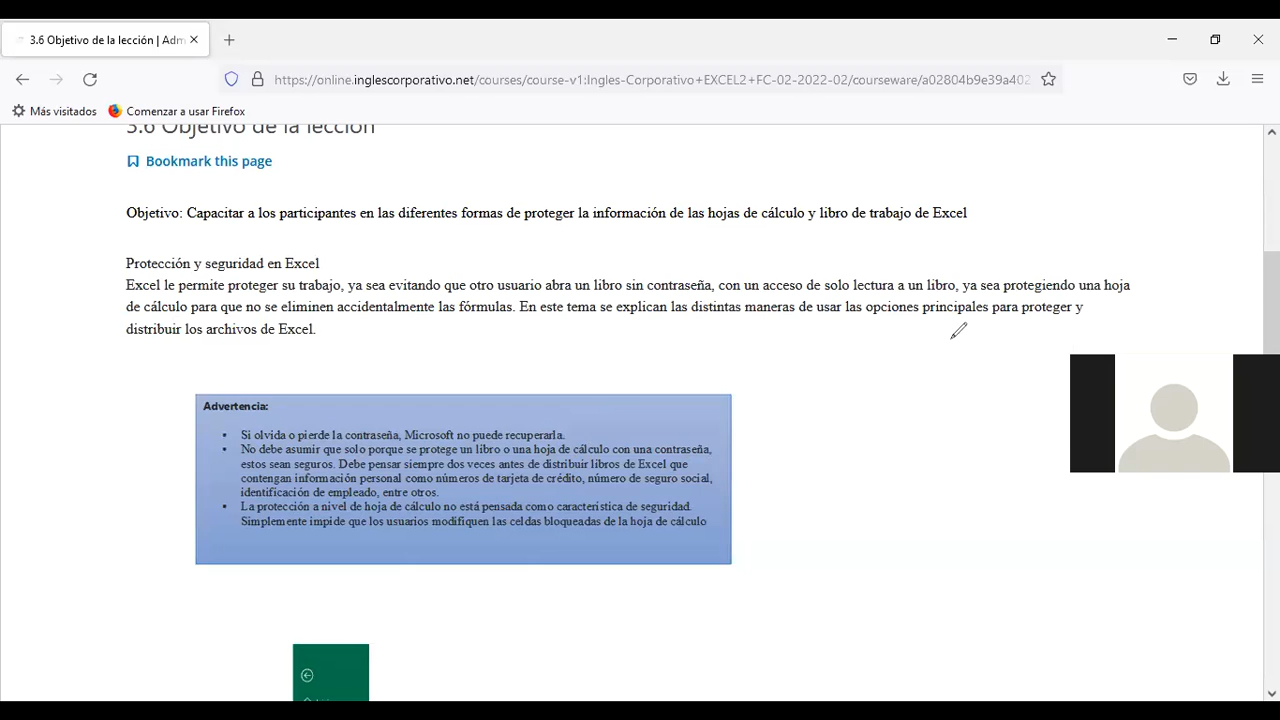 3.6 Objetivo de la lección | Adm
https://online.inglescorporativo.net/courses/course-v1:Ingles-Corporativo+EXCEL2+FC-02-2022-02/courseware/a02804b9e39a402
Más visitados Comenzar a usar Firefox
3.6 Objetivo de la lección
Bookmark this page
Objetivo: Capacitar a los participantes en las diferentes formas de proteger la información de las hojas de cálculo y libro de trabajo de Excel
Protección y seguridad en Excel
Excel le permite proteger su trabajo, ya sea evitando que otro usuario abra un libro sin contraseña, con un acceso de solo lectura a un libro, ya sea protegiendo una hoja
de cálculo para que no se eliminen accidentalmente las fórmulas. En este tema se explican las distintas maneras de usar las opciones principales para proteger y
distribuir los archivos de Excel.
Advertencia:
• Si olvida o pierde la contraseña, Microsoft no puede recuperarla.
• No debe asumir que solo porque se protege un libro o una hoja de cálculo con una contraseña,
estos sean seguros. Debe pensar siempre dos veces antes de distribuir libros de Excel que
contengan información personal como números de tarjeta de crédito, número de seguro social,
identificación de empleado, entre otros.
• La protección a nivel de hoja de cálculo no está pensada como característica de seguridad.
Simplemente impide que los usuarios modifiquen las celdas bloqueadas de la hoja de cálculo